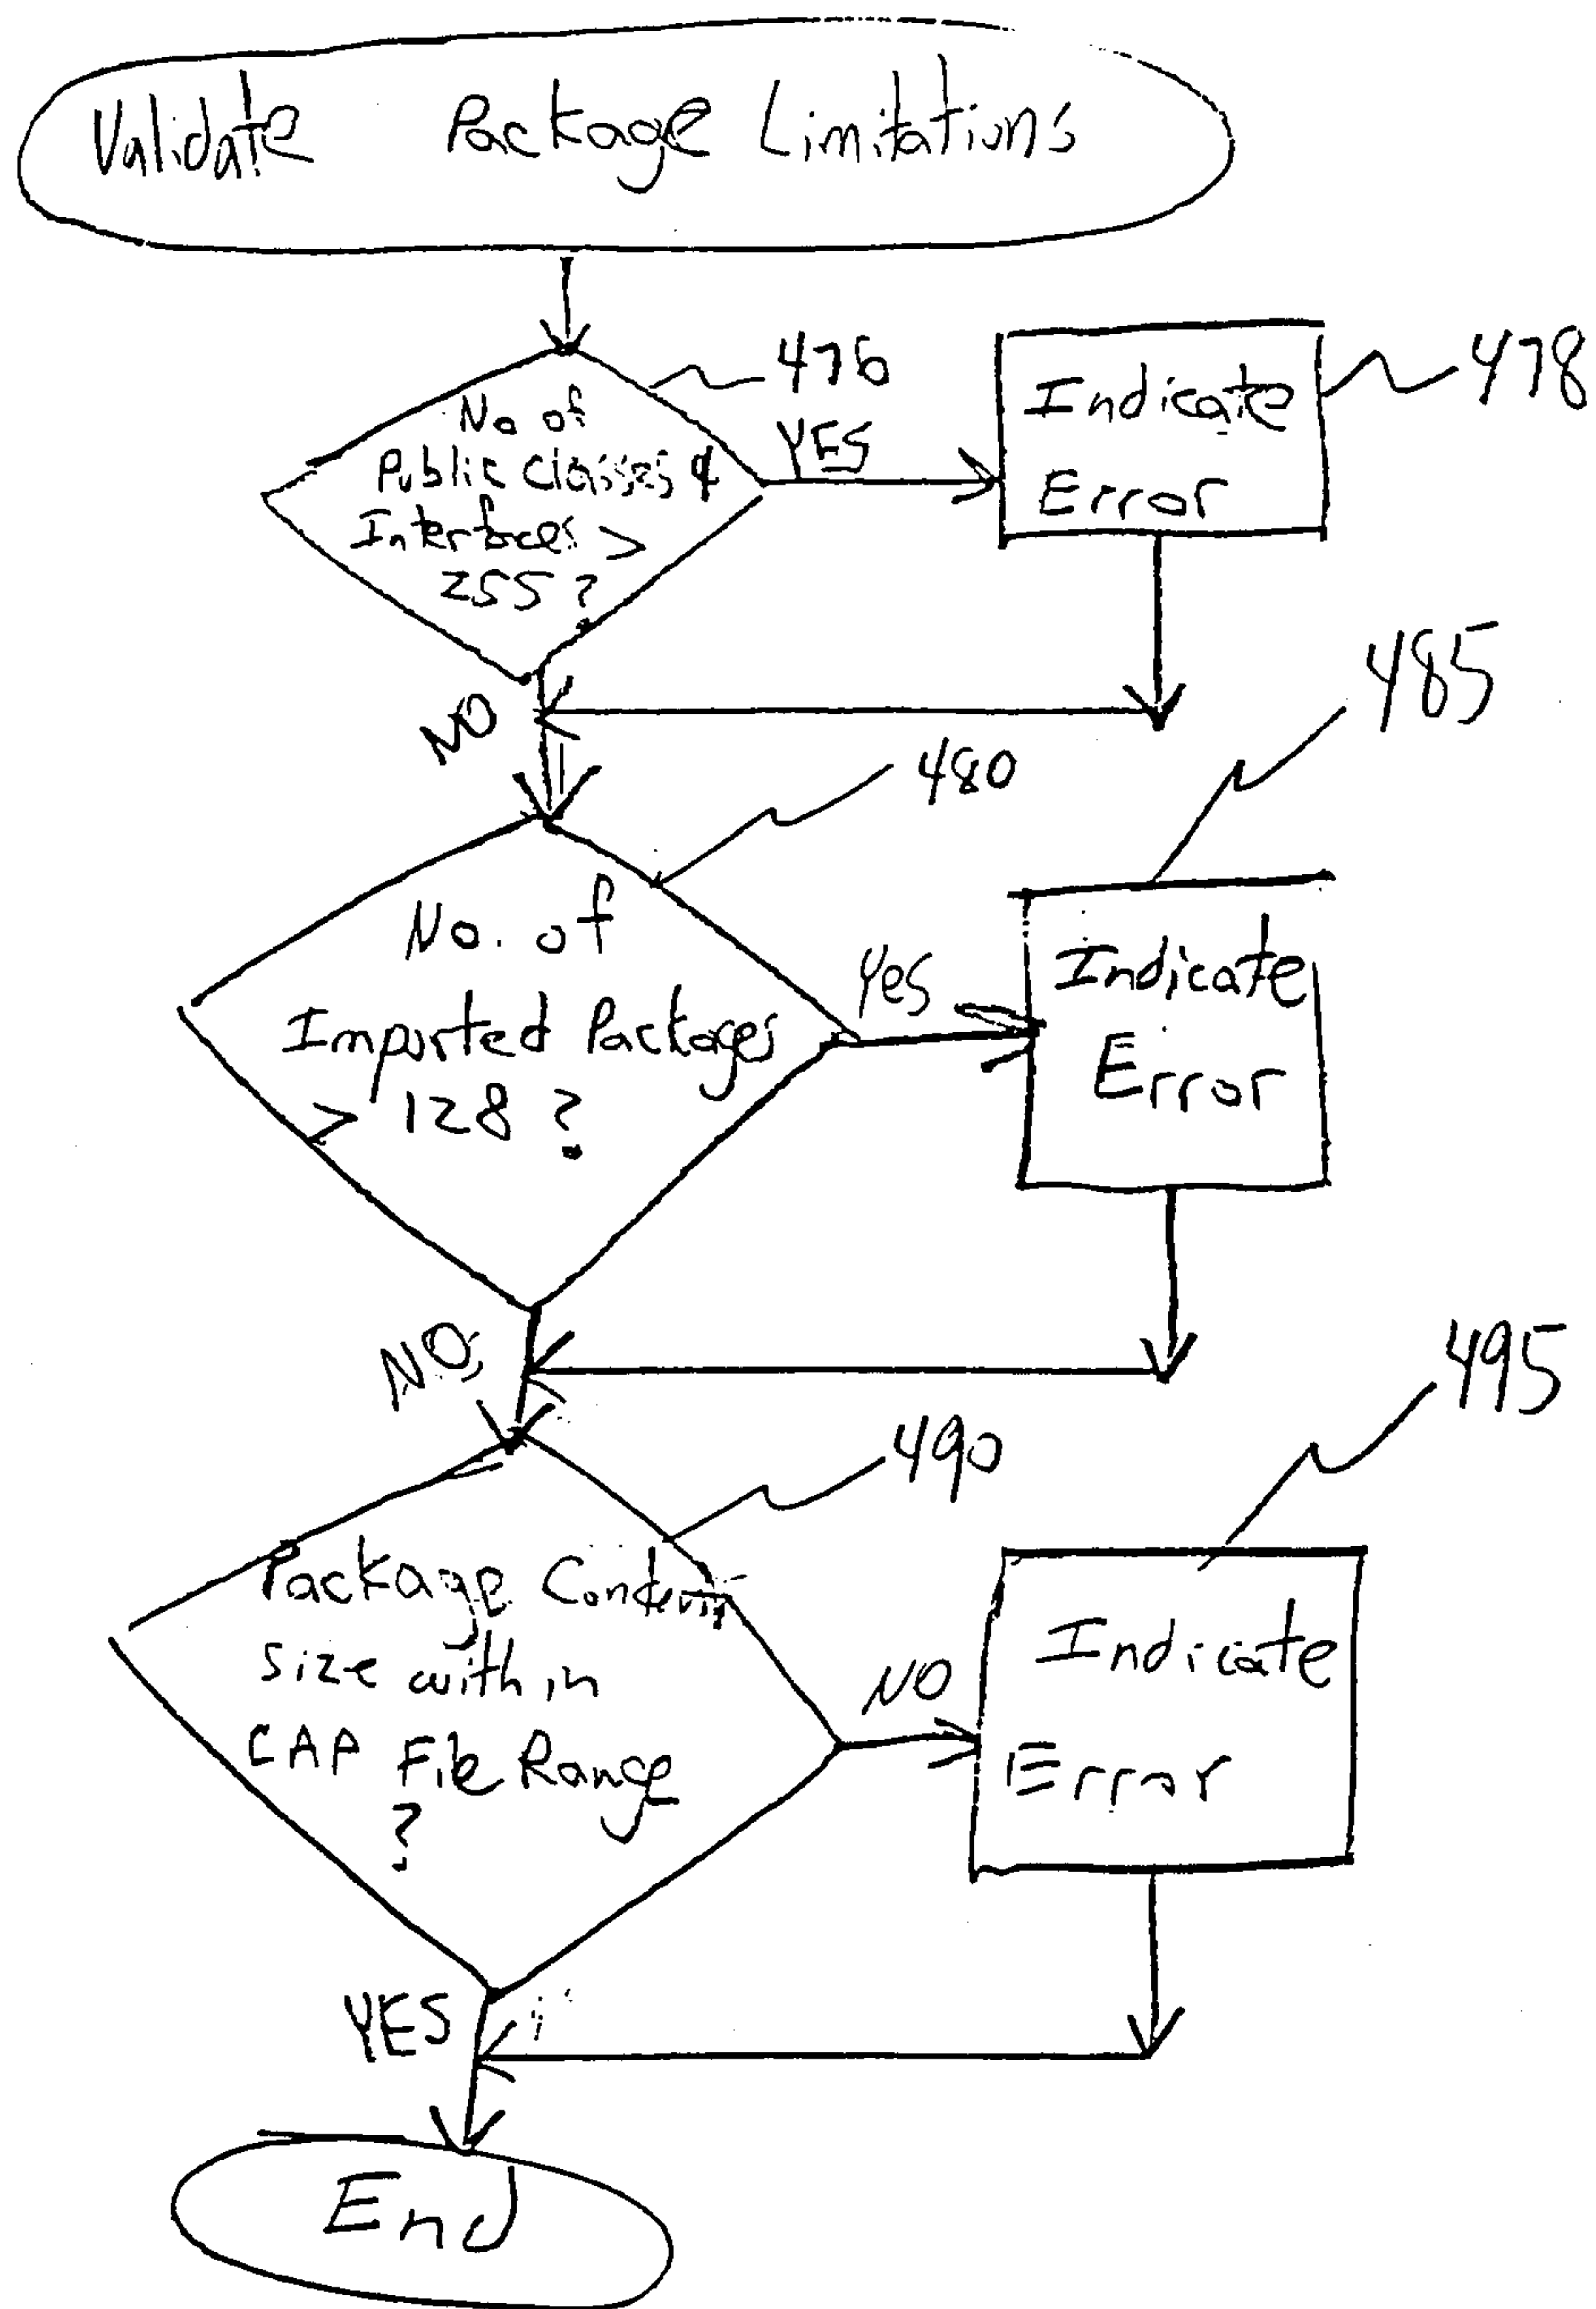 Validate Package Limitations
476
478
No. of
Public Classes &
Interfaces >
255 ?
YES
Indicate
Error
NO
485
480
No. of
Imported Packages
> 128 ?
Yes
Indicate
Error
NO
495
490
Package
size within
CAP File Range
?
NO
Indicate
Error
YES
End